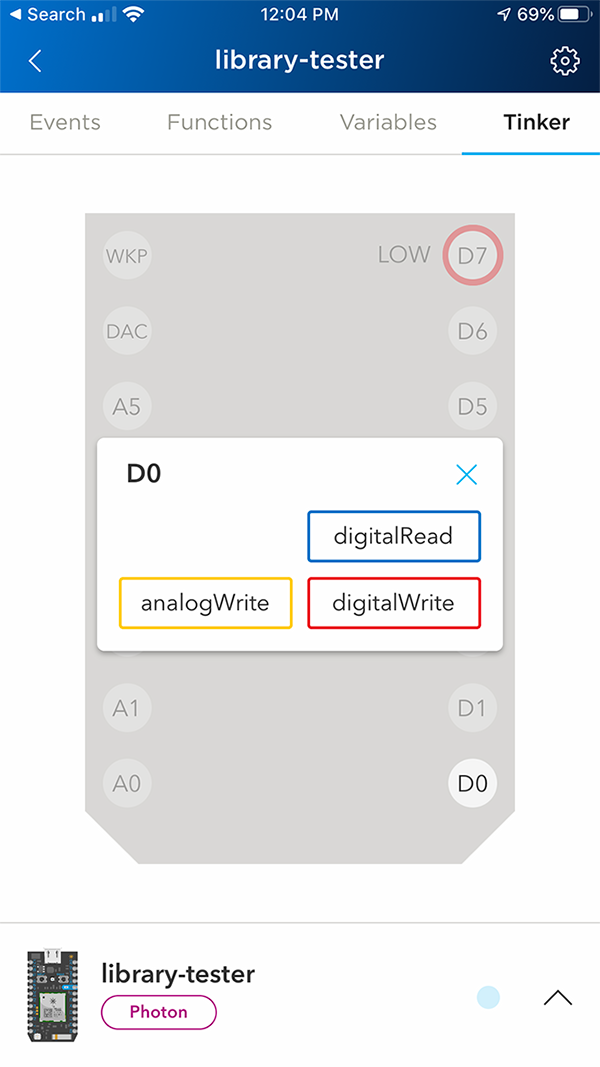 Search 12:04 PM 69%
library-tester
Events Functions Variables Tinker
WKP LOW D7
DAC D6
A5 D5
D0
digitalRead
analogWrite digitalWrite
A1 D1
A0 D0
library-tester
Photon